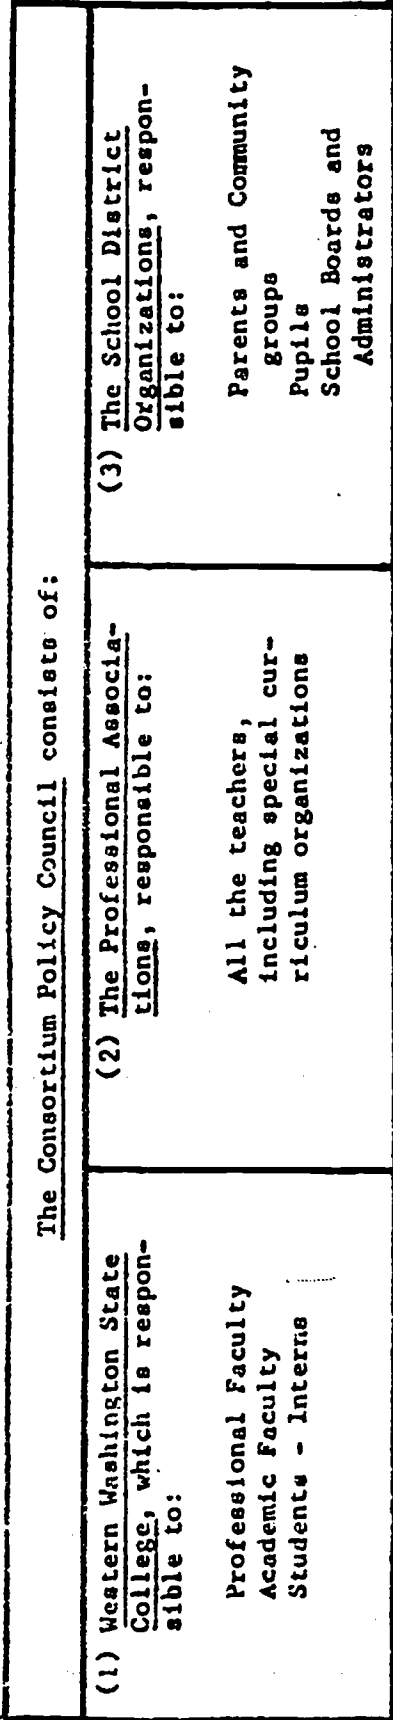 The Consortium Policy Council consists of:
(1) Western Washington State
College, which is respon-
sible to:
Professional Faculty
Academic Faculty
Students - Interns
(2) The Professional Associa-
tions, responsible to:
All the teachers,
including special cur-
riculum organizations
(3) The School District
Organizations, respon-
sible to:
Parents and Community
groups
Pupils
School Boards and
Administrators